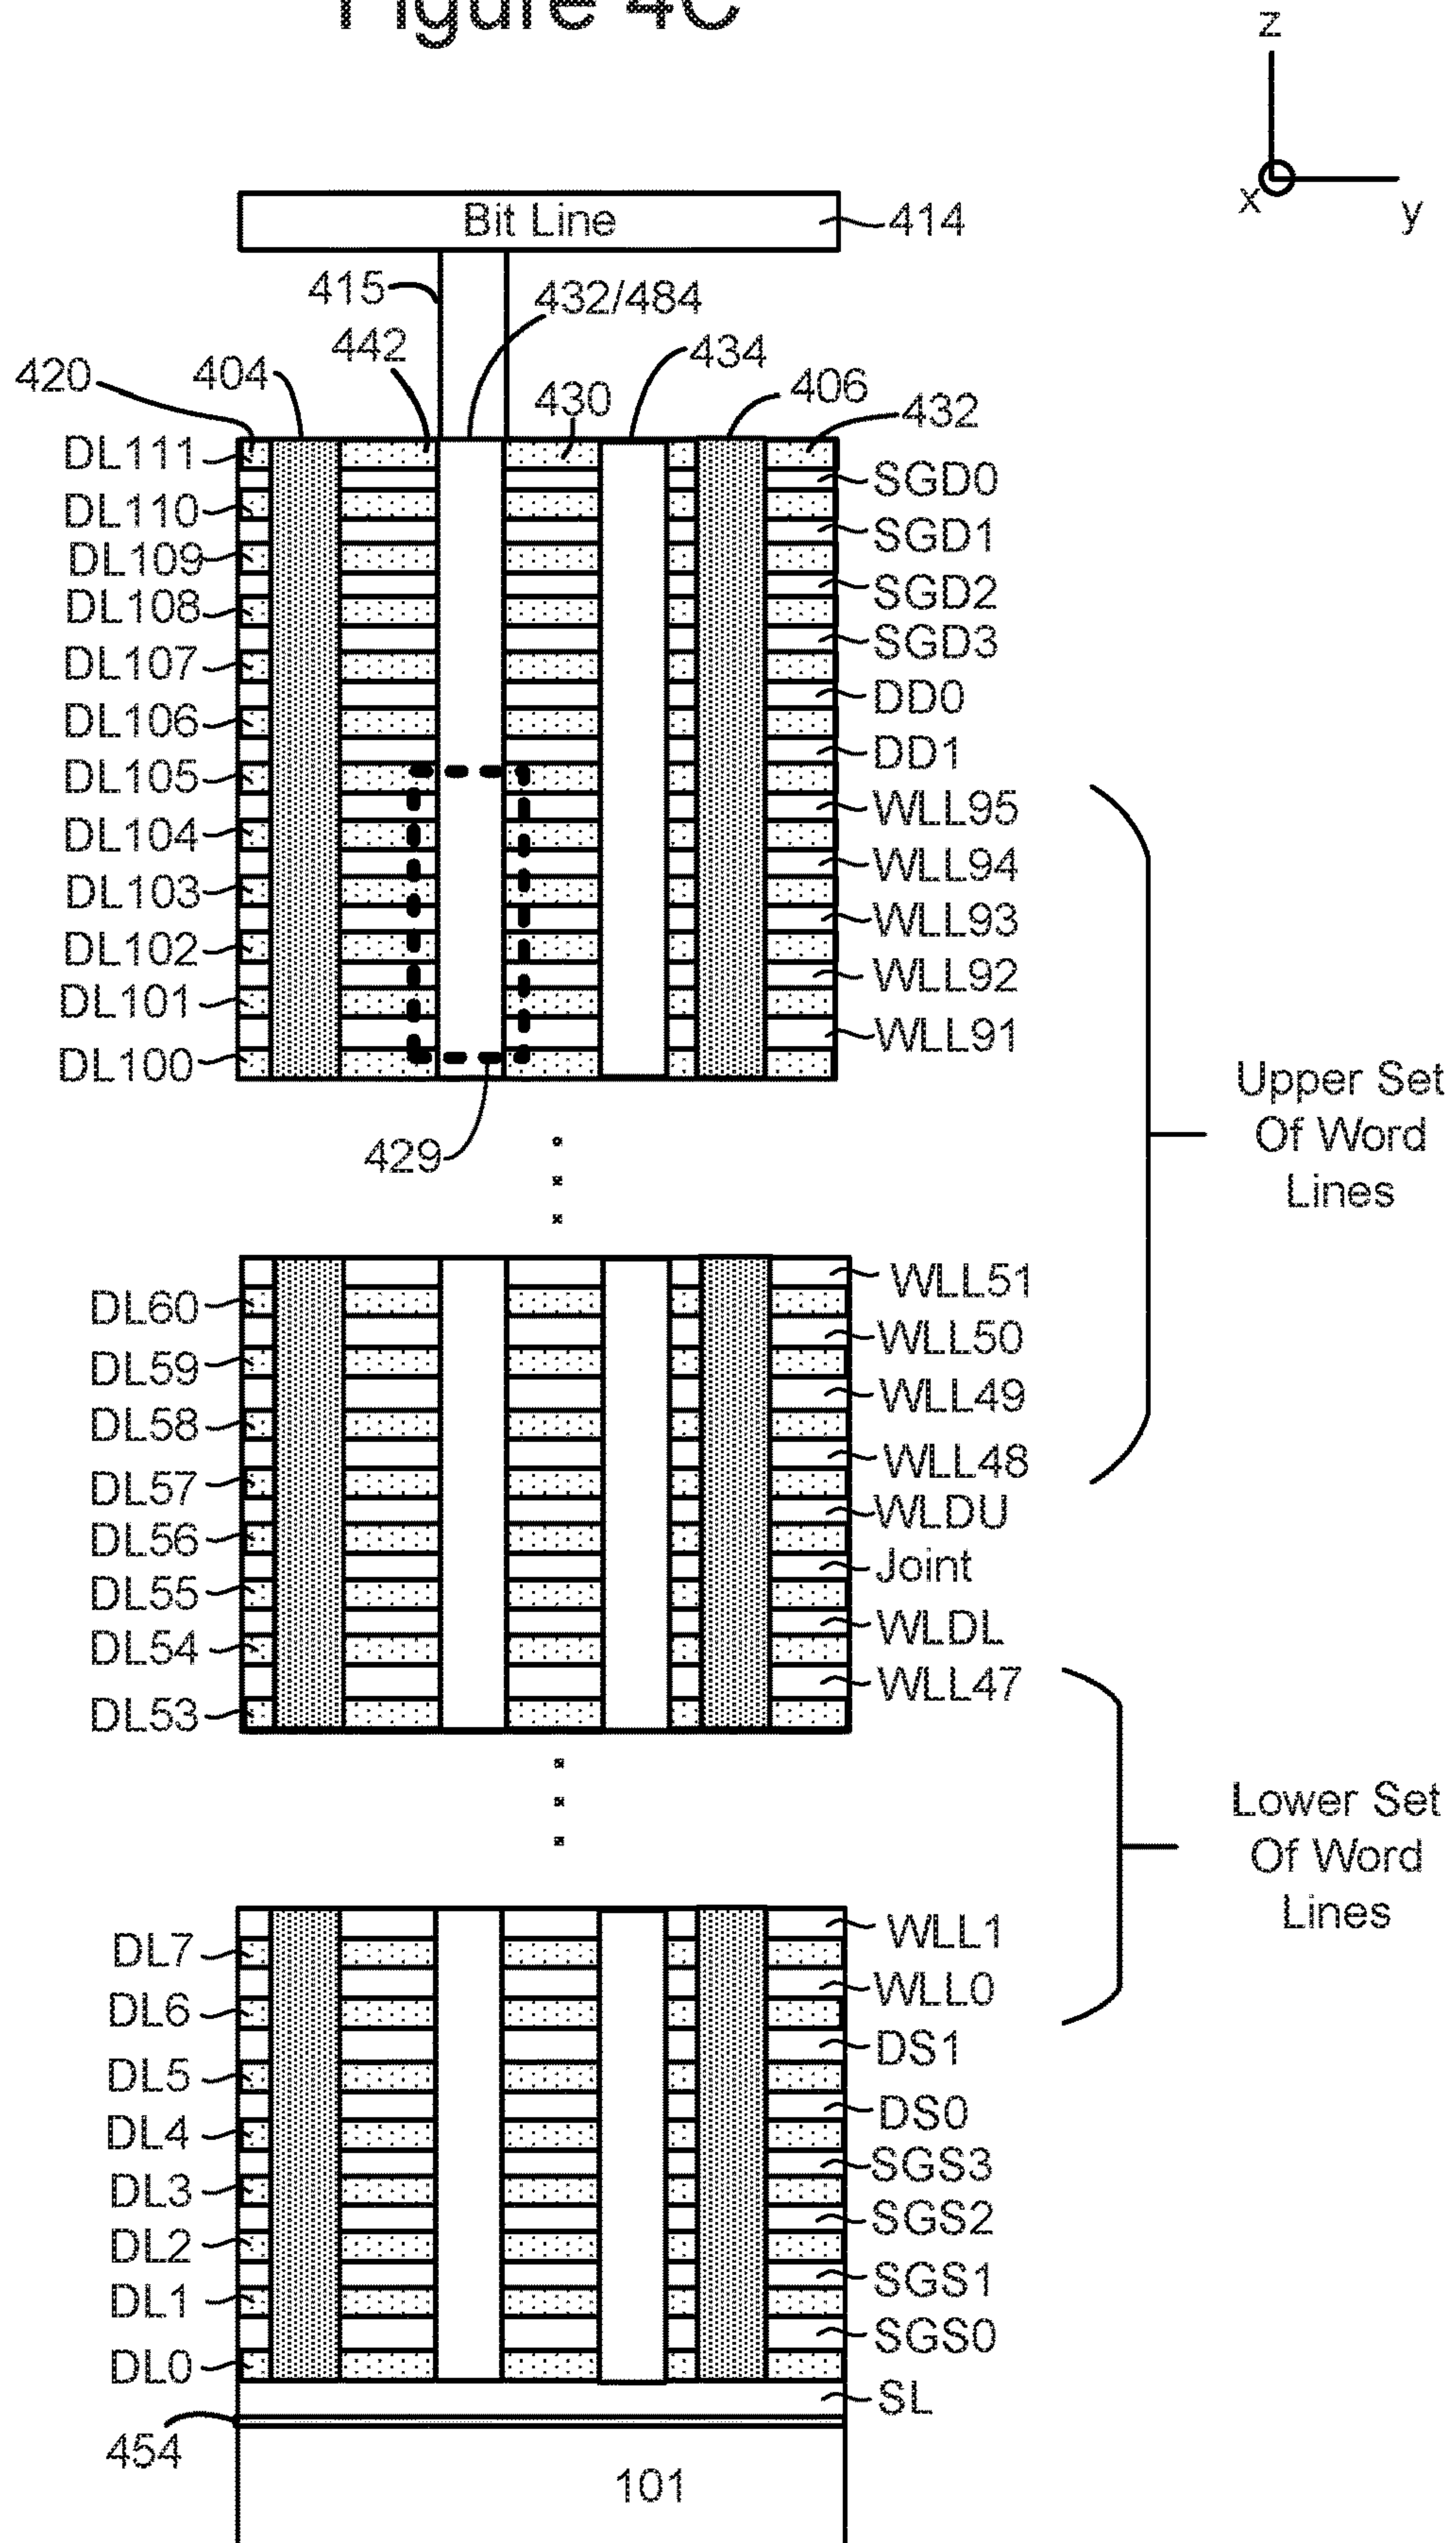 Figure 4C
z
x
y
Bit Line
414
415
432/484
442
434
420
404
430
406
432
DL111
SGD0
DL110
SGD1
DL109
SGD2
DL108
SGD3
DL107
DD0
DL106
DD1
DL105
WLL95
DL104
WLL94
DL103
WLL93
DL102
WLL92
DL101
WLL91
DL100
429
Upper Set
Of Word
Lines
WLL51
DL60
WLL50
DL59
WLL49
DL58
WLL48
DL57
WLDU
DL56
Joint
DL55
WLDL
DL54
WLL47
DL53
Lower Set
Of Word
Lines
WLL1
DL7
WLL0
DL6
DS1
DL5
DS0
DL4
SGS3
DL3
SGS2
DL2
SGS1
DL1
SGS0
DL0
SL
454
101